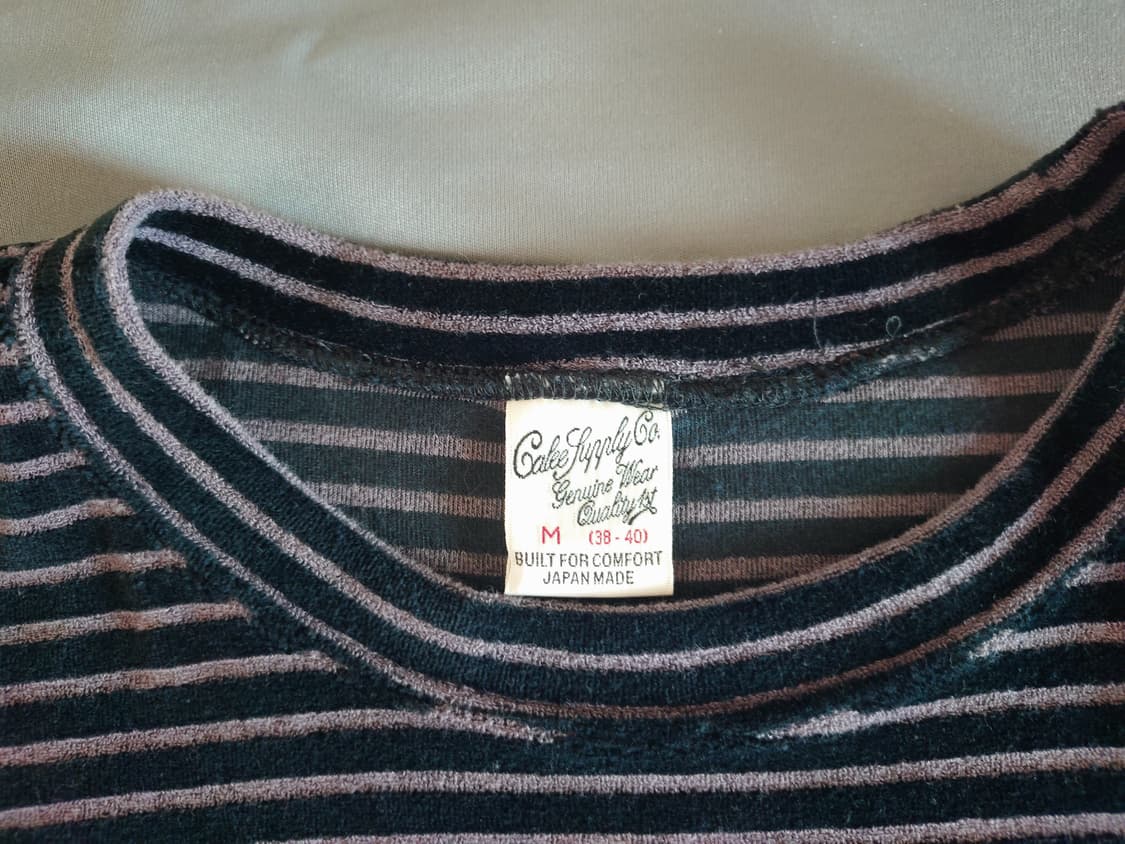 Calee Supply Co.
Genuine Wear
Quality 1st
M (38 - 40)
BUILT FOR COMFORT
JAPAN MADE